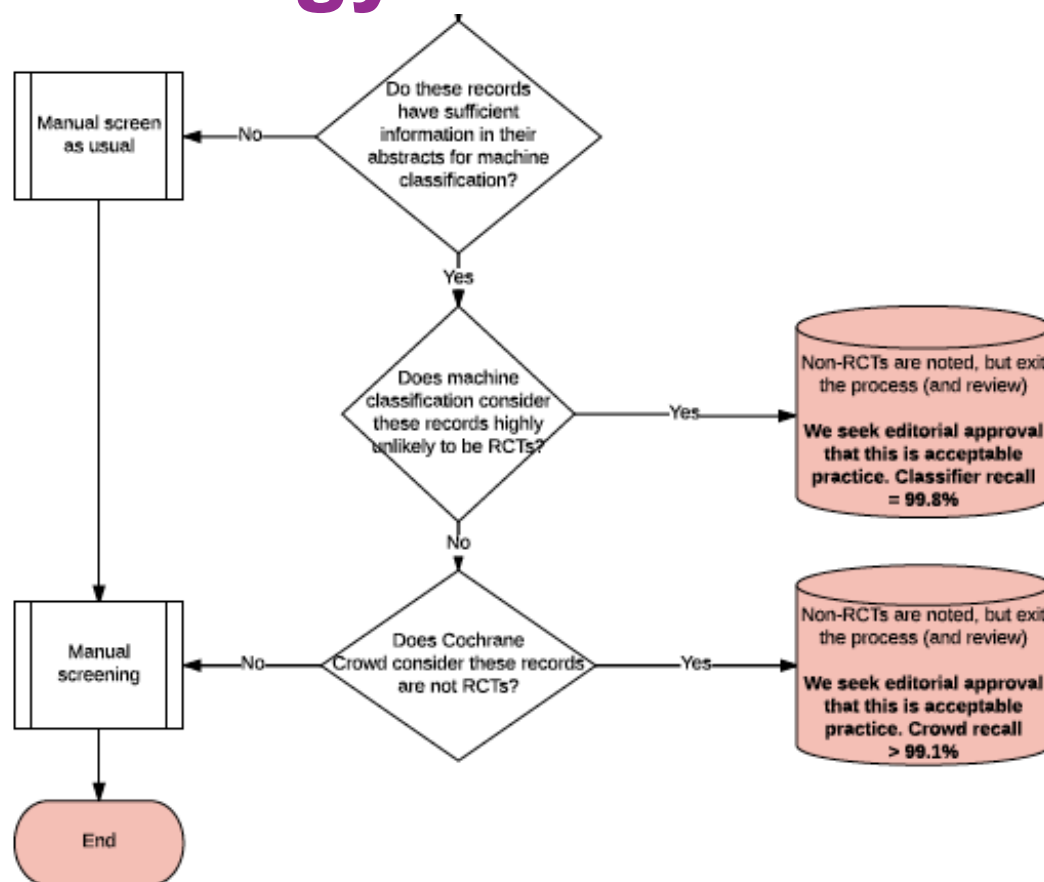 gy
Do these records
have sufficient
information in their
abstracts for machine
classification?
Manual screen
as usual
No
Yes
Does machine
classification consider
these records highly
unlikely to be RCTs?
Yes
Non-RCTs are noted, but exit
the process (and review)
We seek editorial approval
that this is acceptable
practice. Classifier recall
= 99.8%
No
Does Cochrane
Crowd consider these records
are not RCTs?
No
Manual
screening
Yes
Non-RCTs are noted, but exit
the process (and review)
We seek editorial approval
that this is acceptable
practice. Crowd recall
> 99.1%
End